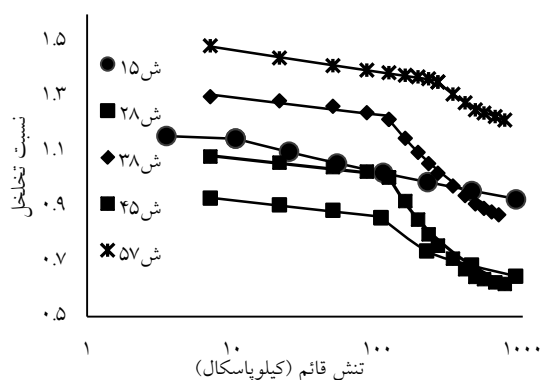 نسبت تخلخل
۱.۵
۱.۳
۱.۱
۰.۹
۰.۷
۰.۵
ش۱۵
ش۲۸
ش۳۸
ش۴۵
ش۵۷
۱ ۱۰ ۱۰۰ ۱۰۰۰
تنش قائم (کیلوپاسکال)